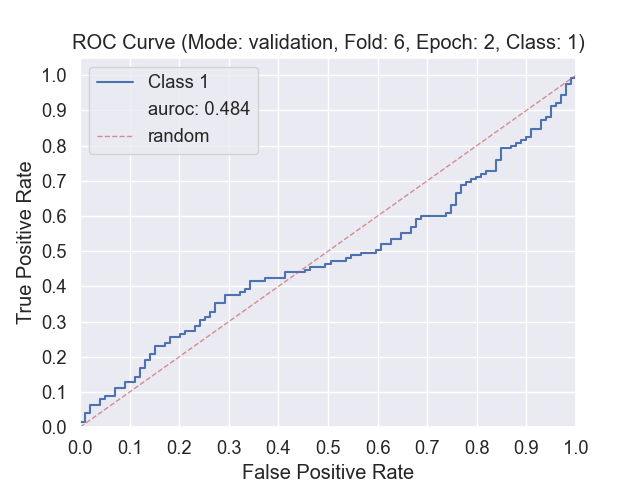 ROC Curve (Mode: validation, Fold: 6, Epoch: 2, Class: 1)
1.0
0.9
0.8
0.7
0.6
0.5
0.4
0.3
0.2
0.1
0.0
True Positive Rate
Class 1
auroc: 0.484
random
0.0 0.1 0.2 0.3 0.4 0.5 0.6 0.7 0.8 0.9 1.0
False Positive Rate